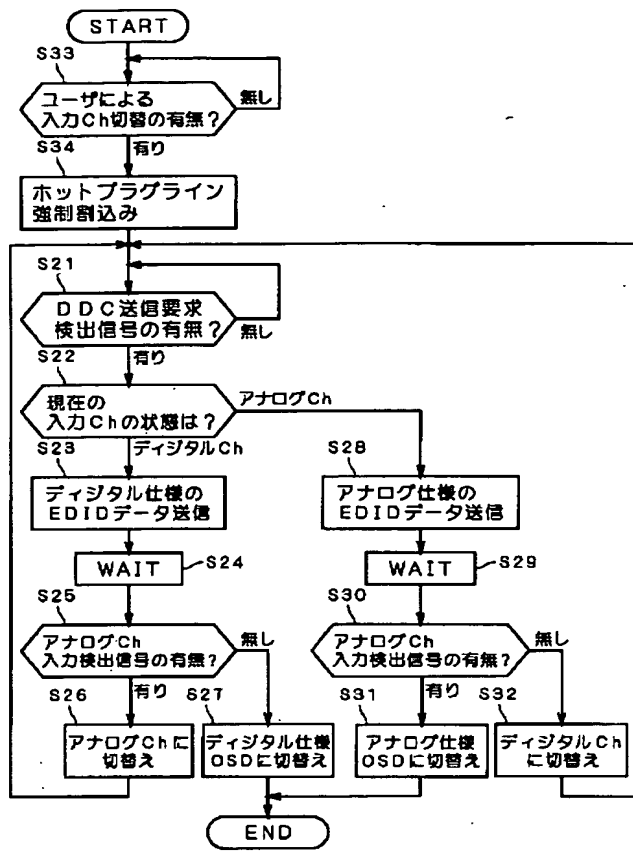 START
S33
ユーザによる
入力Ch切替の有無?
無し
有り
S34
ホットプラグライン
強制割込み
S21
DDC送信要求
検出信号の有無?
無し
有り
S22
現在の
入力Chの状態は?
アナログCh
ディジタルCh
S23
ディジタル仕様の
EDIDデータ送信
S28
アナログ仕様の
EDIDデータ送信
WAIT
S24
WAIT
S29
S25
アナログCh
入力検出信号の有無?
無し
有り
S30
アナログCh
入力検出信号の有無?
無し
有り
S26
アナログChに
切替え
S27
ディジタル仕様
OSDに切替え
S31
アナログ仕様
OSDに切替え
S32
ディジタルCh
に切替え
END